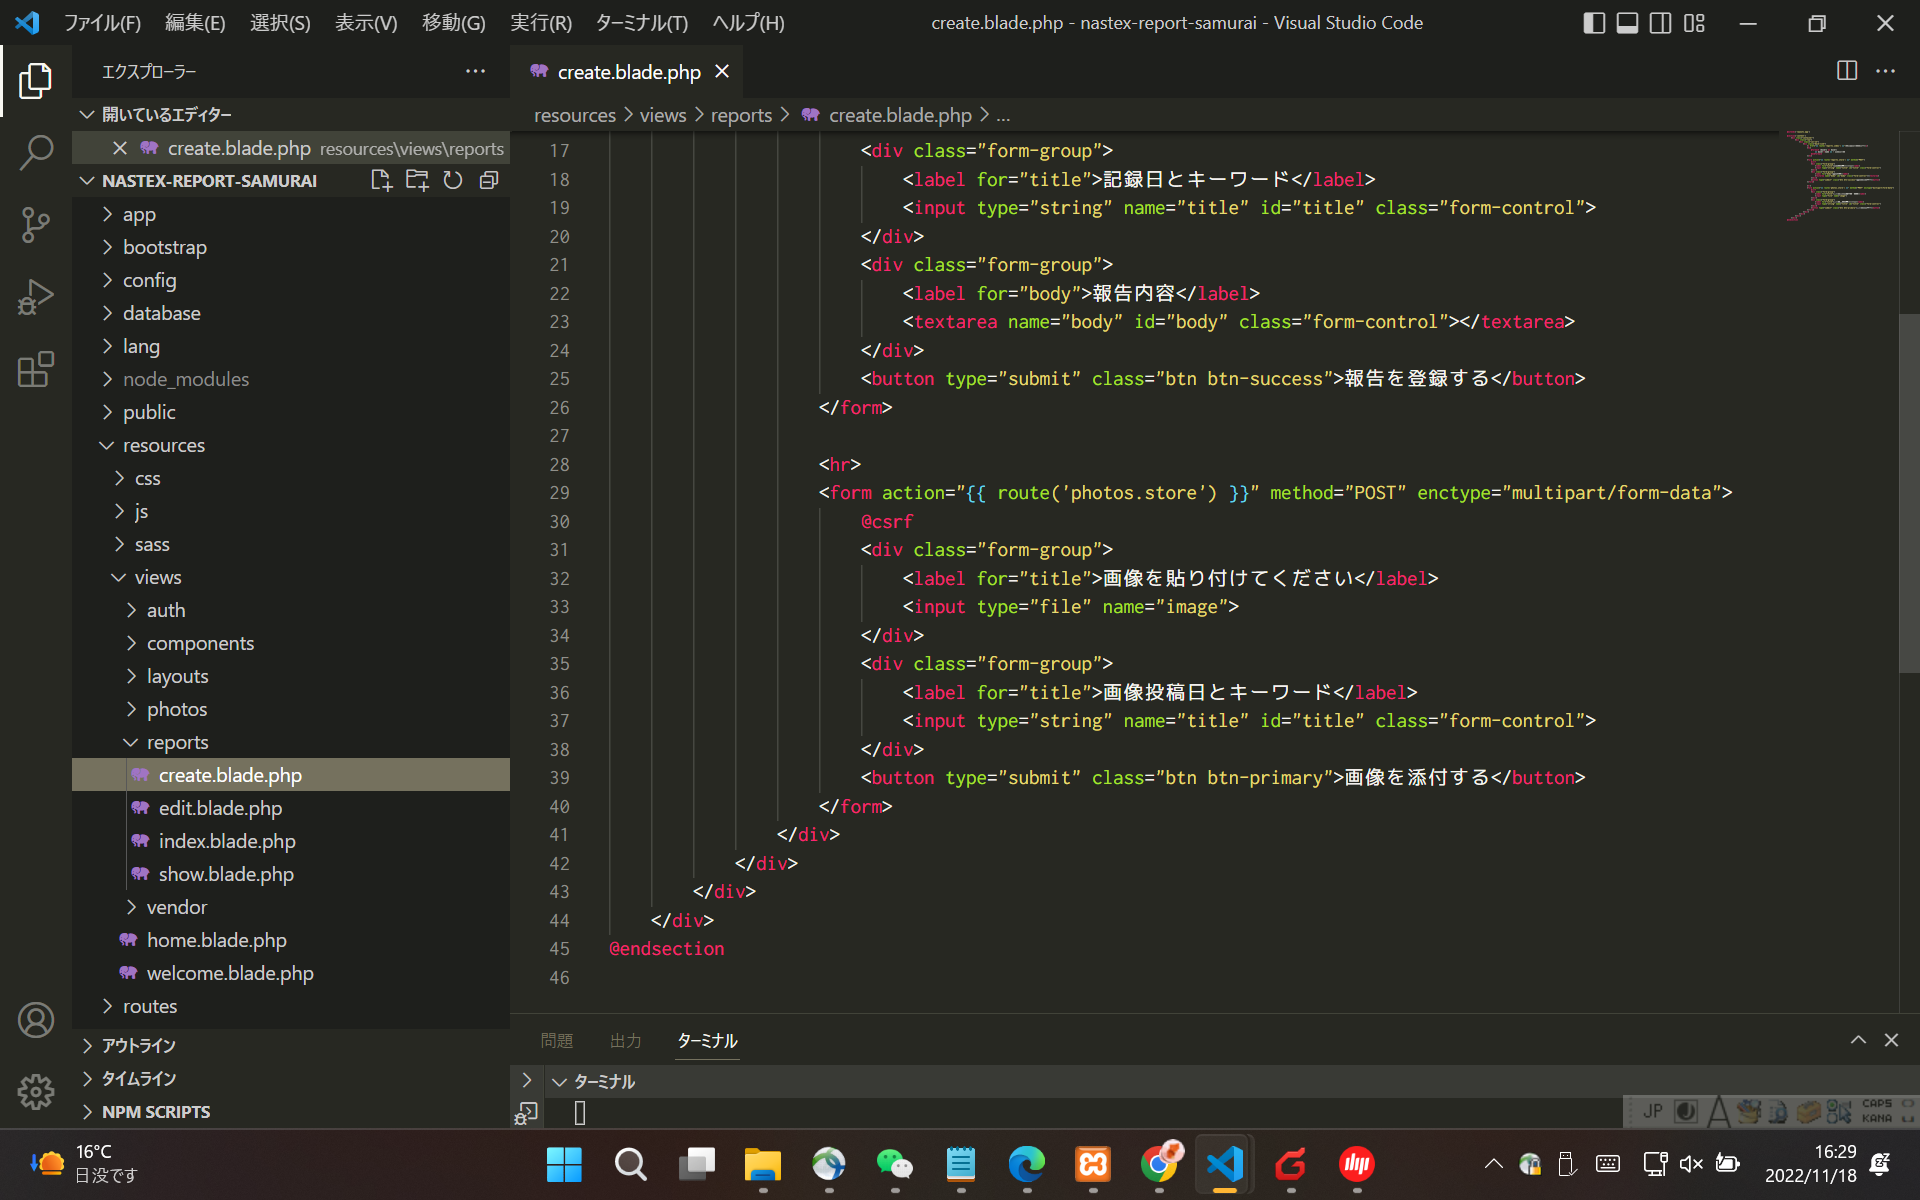 ファイル(F) 編集(E) 選択(S) 表示(V) 移動(G) 実行(R) ターミナル(T) ヘルプ(H) create.blade.php - nastex-report-samurai - Visual Studio Code
エクスプローラー
開いているエディター
create.blade.php resources\views\reports
NASTEX-REPORT-SAMURAI
app
bootstrap
config
database
lang
node_modules
public
resources
css
js
sass
views
auth
components
layouts
photos
reports
create.blade.php
edit.blade.php
index.blade.php
show.blade.php
vendor
home.blade.php
welcome.blade.php
routes
アウトライン
タイムライン
NPM SCRIPTS
create.blade.php
resources > views > reports > create.blade.php > ...
17 <div class="form-group">
18 <label for="title">記録日とキーワード</label>
19 <input type="string" name="title" id="title" class="form-control">
20 </div>
21 <div class="form-group">
22 <label for="body">報告内容</label>
23 <textarea name="body" id="body" class="form-control"></textarea>
24 </div>
25 <button type="submit" class="btn btn-success">報告を登録する</button>
26 </form>
27
28 <hr>
29 <form action="{{ route('photos.store') }}" method="POST" enctype="multipart/form-data">
30 @csrf
31 <div class="form-group">
32 <label for="title">画像を貼り付けてください</label>
33 <input type="file" name="image">
34 </div>
35 <div class="form-group">
36 <label for="title">画像投稿日とキーワード</label>
37 <input type="string" name="title" id="title" class="form-control">
38 </div>
39 <button type="submit" class="btn btn-primary">画像を添付する</button>
40 </form>
41 </div>
42 </div>
43 </div>
44 </div>
45 @endsection
46
問題 出力 ターミナル
ターミナル
JP A CAPS
KANA
16°C
日没です
16:29
2022/11/18